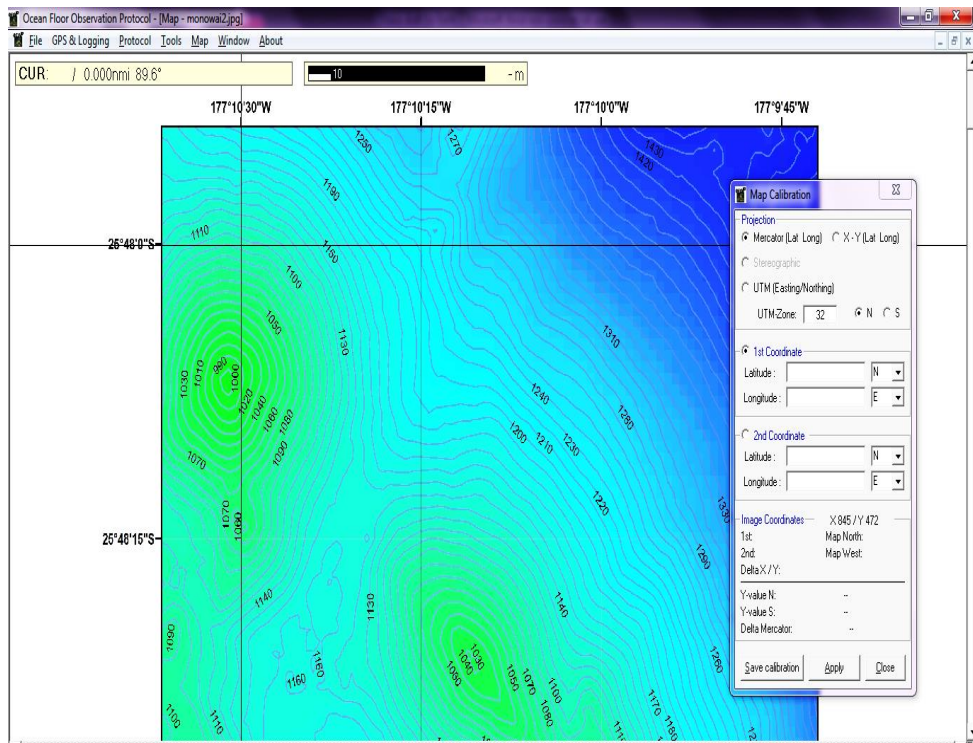 Ocean Floor Observation Protocol - [Map - monowai2.jpg]
File GPS & Logging Protocol Tools Map Window About
CUR: / 0.000nmi 89.6°
10 - m
177°10'30"W 177°10'15"W 177°10'0"W 177°9'45"W
1250 1270 1430
1420
1190
1110
25°48'0"S
1150
1100
1050
1130
1310
990
1030 1010 1000
1020 1040 1060 1080
1240
1280
1200 1210 1230
1090
1070
1220
1330
1070
1080
25°48'15"S
1290
1140
1130
1140
1090
1030
1040
1090
1160
1160
1260
1050 1070 1100
1080
1170
1180
1230
1100 1110
Map Calibration
Projection
Mercator (Lat Long) X - Y (Lat Long)
Stereographic
UTM (Easting/Northing)
UTM-Zone: 32 N S
1st Coordinate
Latitude : N
Longitude : E
2nd Coordinate
Latitude : N
Longitude : E
Image Coordinates X 845 / Y 472
1st: Map North:
2nd: Map West:
Delta X / Y:
Y-value N: --
Y-value S: --
Delta Mercator: --
Save calibration Apply Close